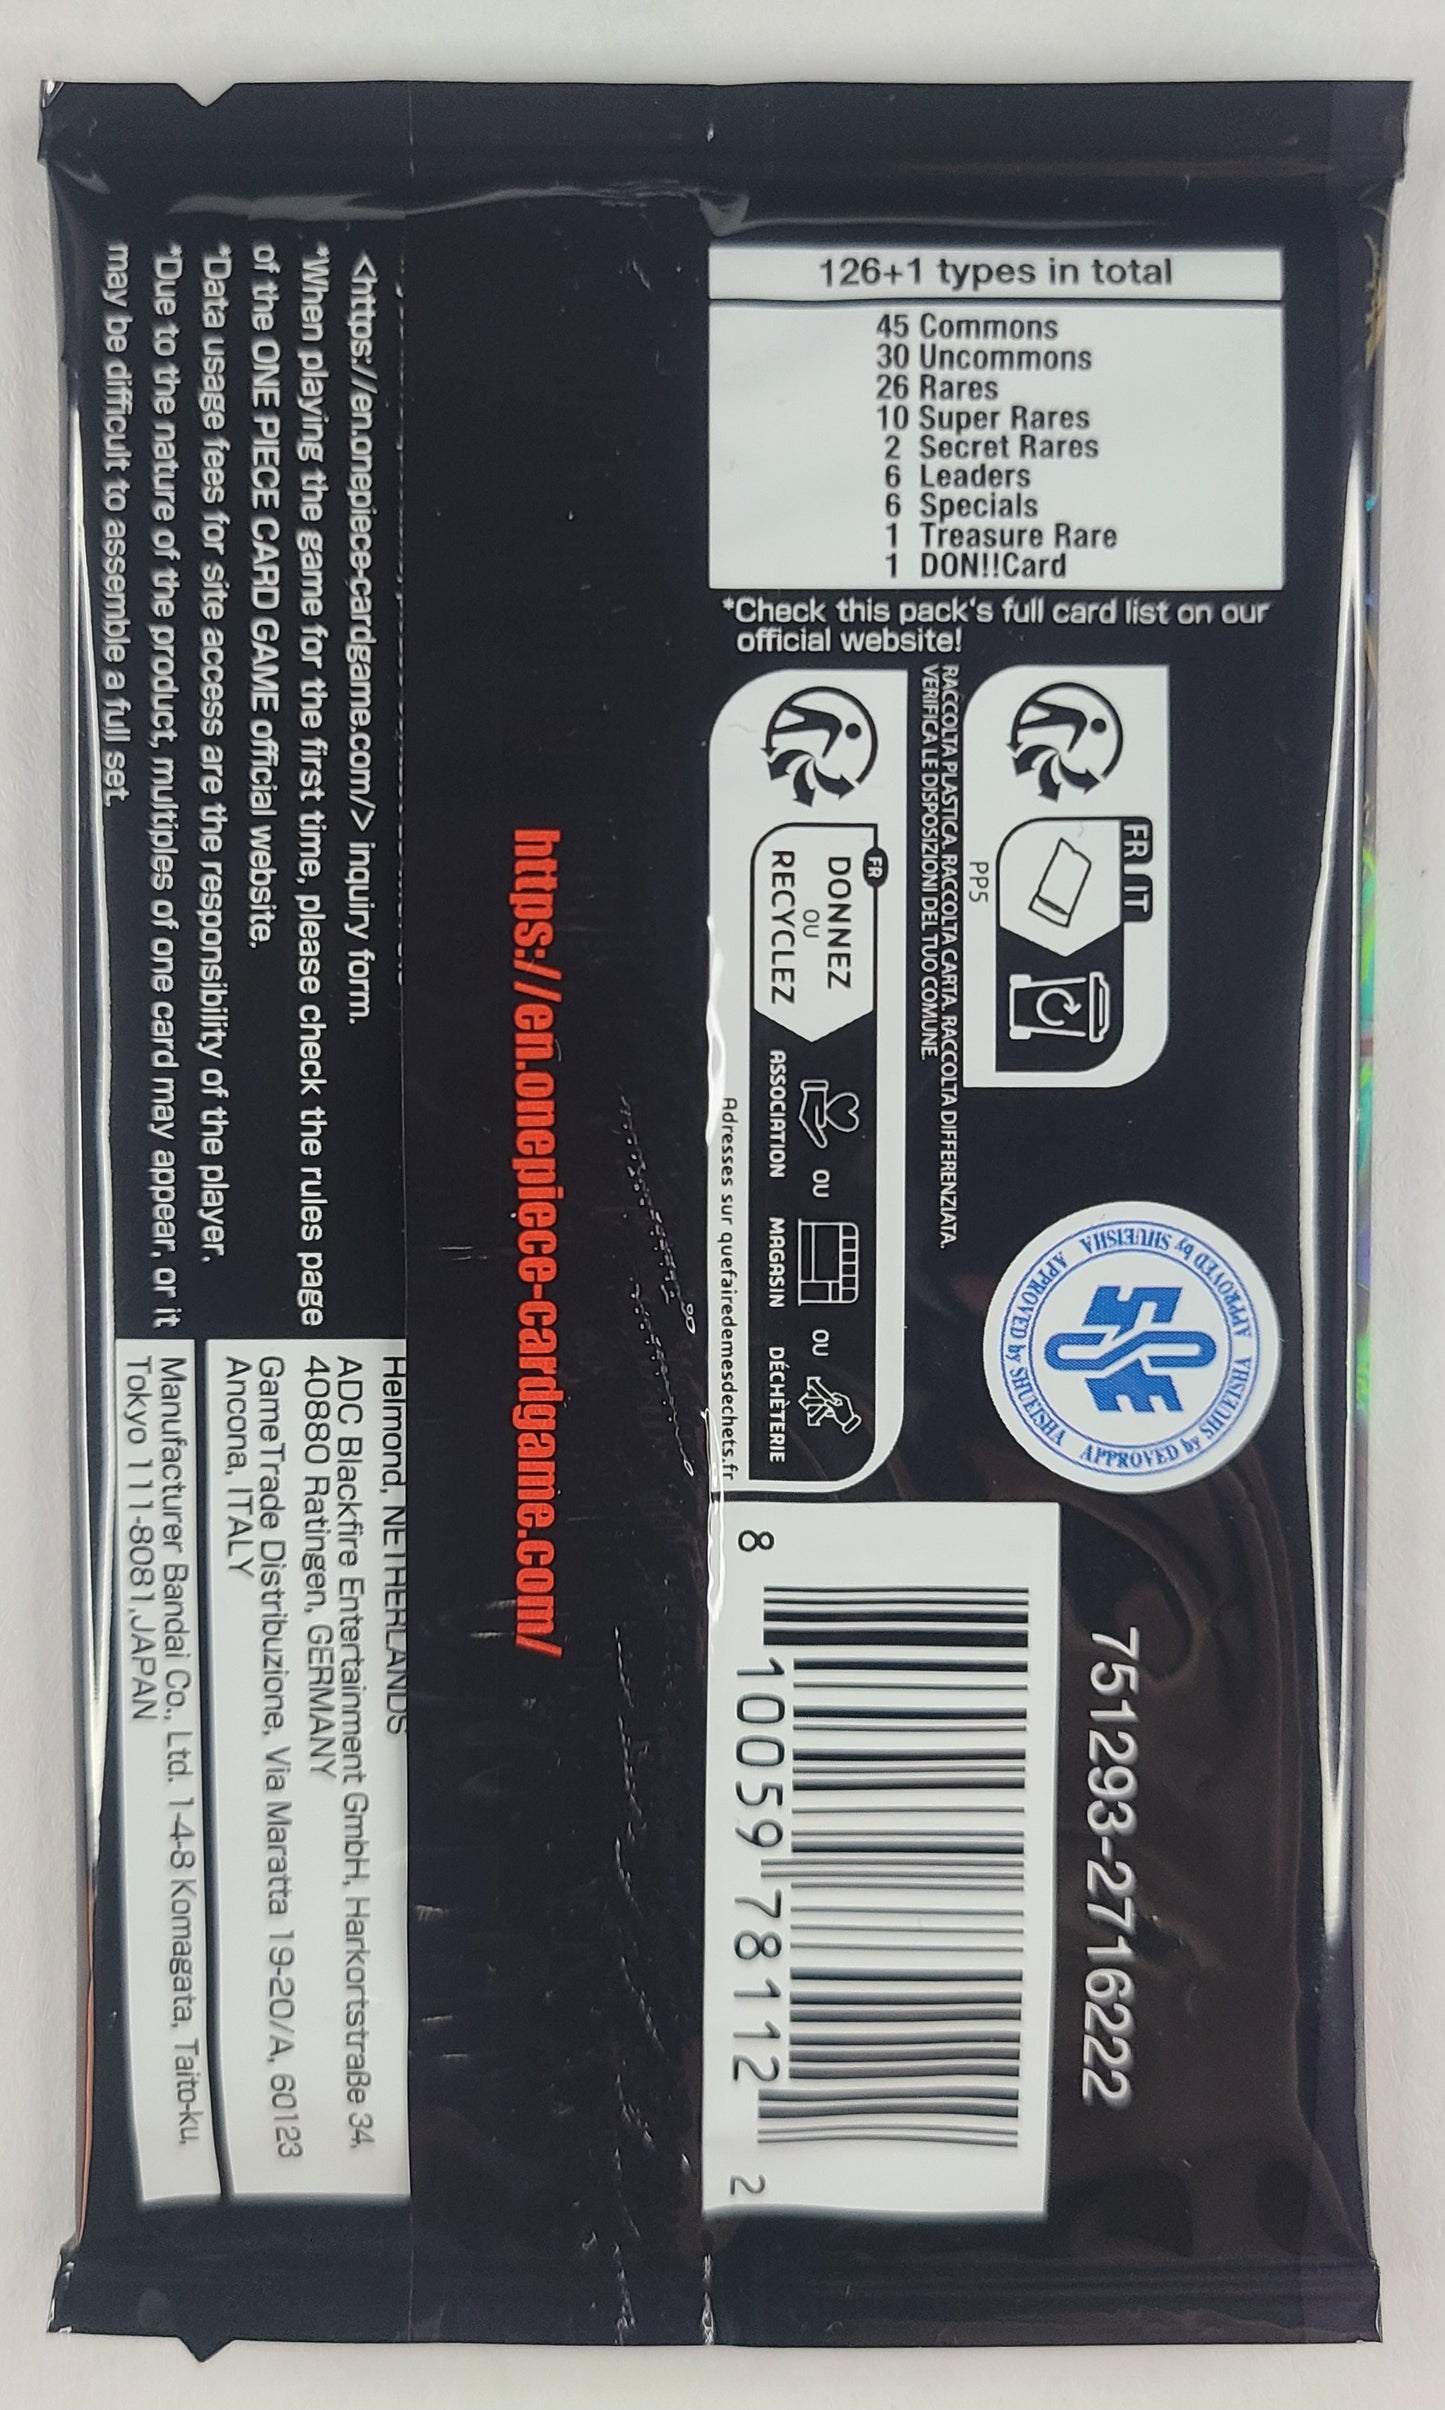 126+1 types in total
45 Commons
30 Uncommons
26 Rares
10 Super Rares
2 Secret Rares
6 Leaders
6 Specials
1 Treasure Rare
1 DON!!Card
*Check this pack's full card list on our
official website!
FR IT
PP5
RACCOLTA PLASTICA. RACCOLTA CARTA. RACCOLTA DIFFERENZIATA.
VERIFICA LE DISPOSIZIONI DEL TUO COMUNE.
FR
DONNEZ
OU
RECYCLEZ
ASSOCIATION OU MAGASIN OU DÉCHÈTERIE
Adresses sur quefairedemesdechets.fr
APPROVED by SHUEISHA APPROVED by SHUEISHA APPROVED by SHUEISHA
751293-2716222
8 10059 78112 2
https://en.onepiece-cardgame.com/
<https://en.onepiece-cardgame.com/> inquiry form.
*When playing the game for the first time, please check the rules page
of the ONE PIECE CARD GAME official website.
*Data usage fees for site access are the responsibility of the player.
*Due to the nature of the product, multiples of one card may appear, or it
may be difficult to assemble a full set.
Helmond, NETHERLANDS
ADC Blackfire Entertainment GmbH, Harkortstraße 34,
40880 Ratingen, GERMANY
GameTrade Distribuzione, Via Maratta 19-20/A, 60123
Ancona, ITALY
Manufacturer Bandai Co., Ltd. 1-4-8 Komagata, Taito-ku,
Tokyo 111-8081,JAPAN